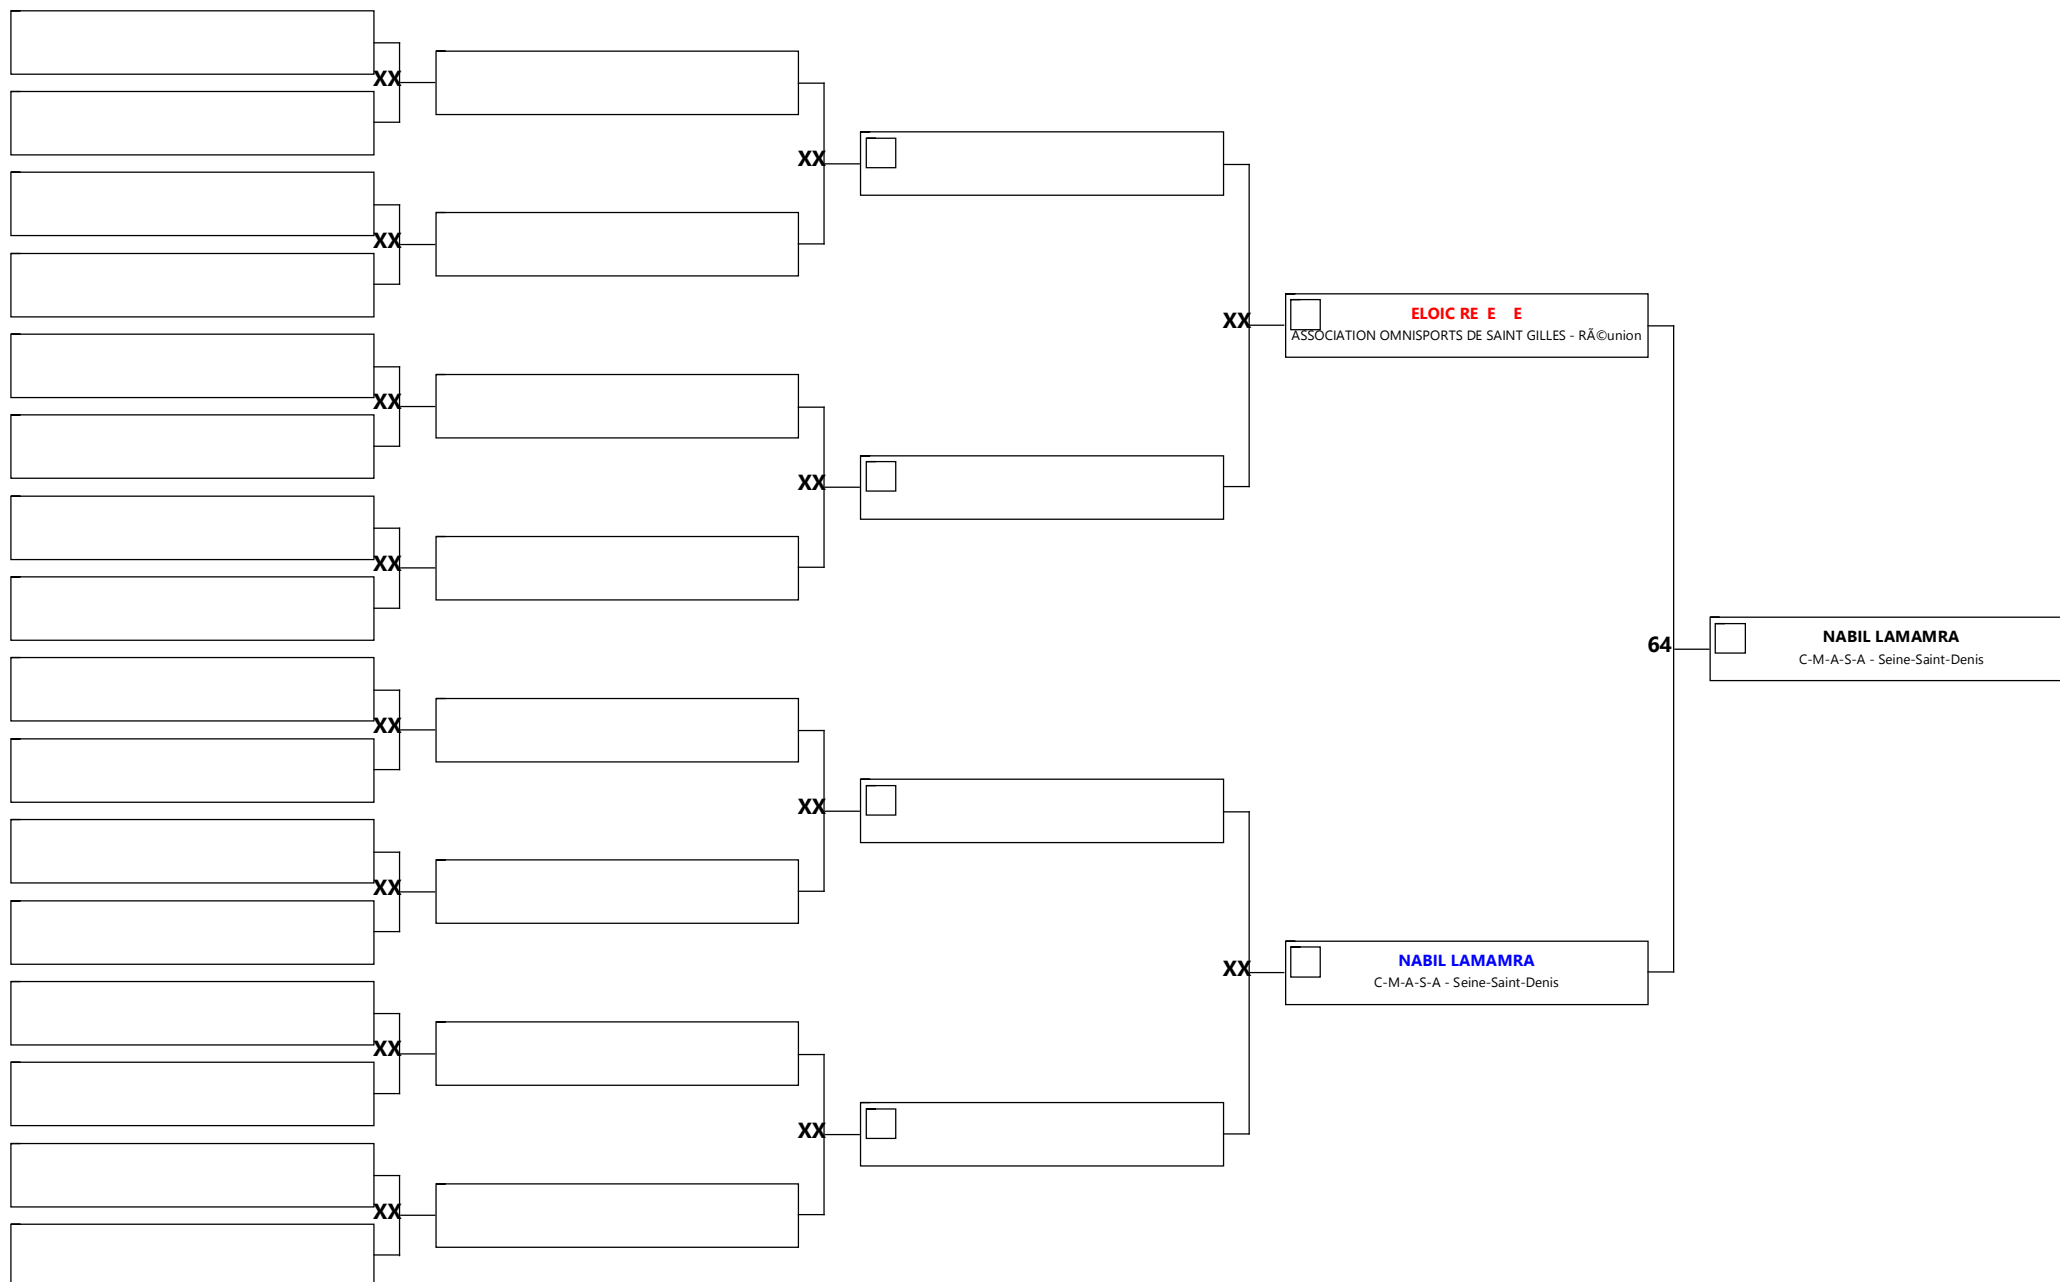 XX
XX
XX
XX
XX
XX
XX
XX
XX
XX
XX
XX
XX
XX
ELOIC RE E E
ASSOCIATION OMNISPORTS DE SAINT GILLES - RÃ©union
64
NABIL LAMAMRA
C-M-A-S-A - Seine-Saint-Denis
NABIL LAMAMRA
C-M-A-S-A - Seine-Saint-Denis